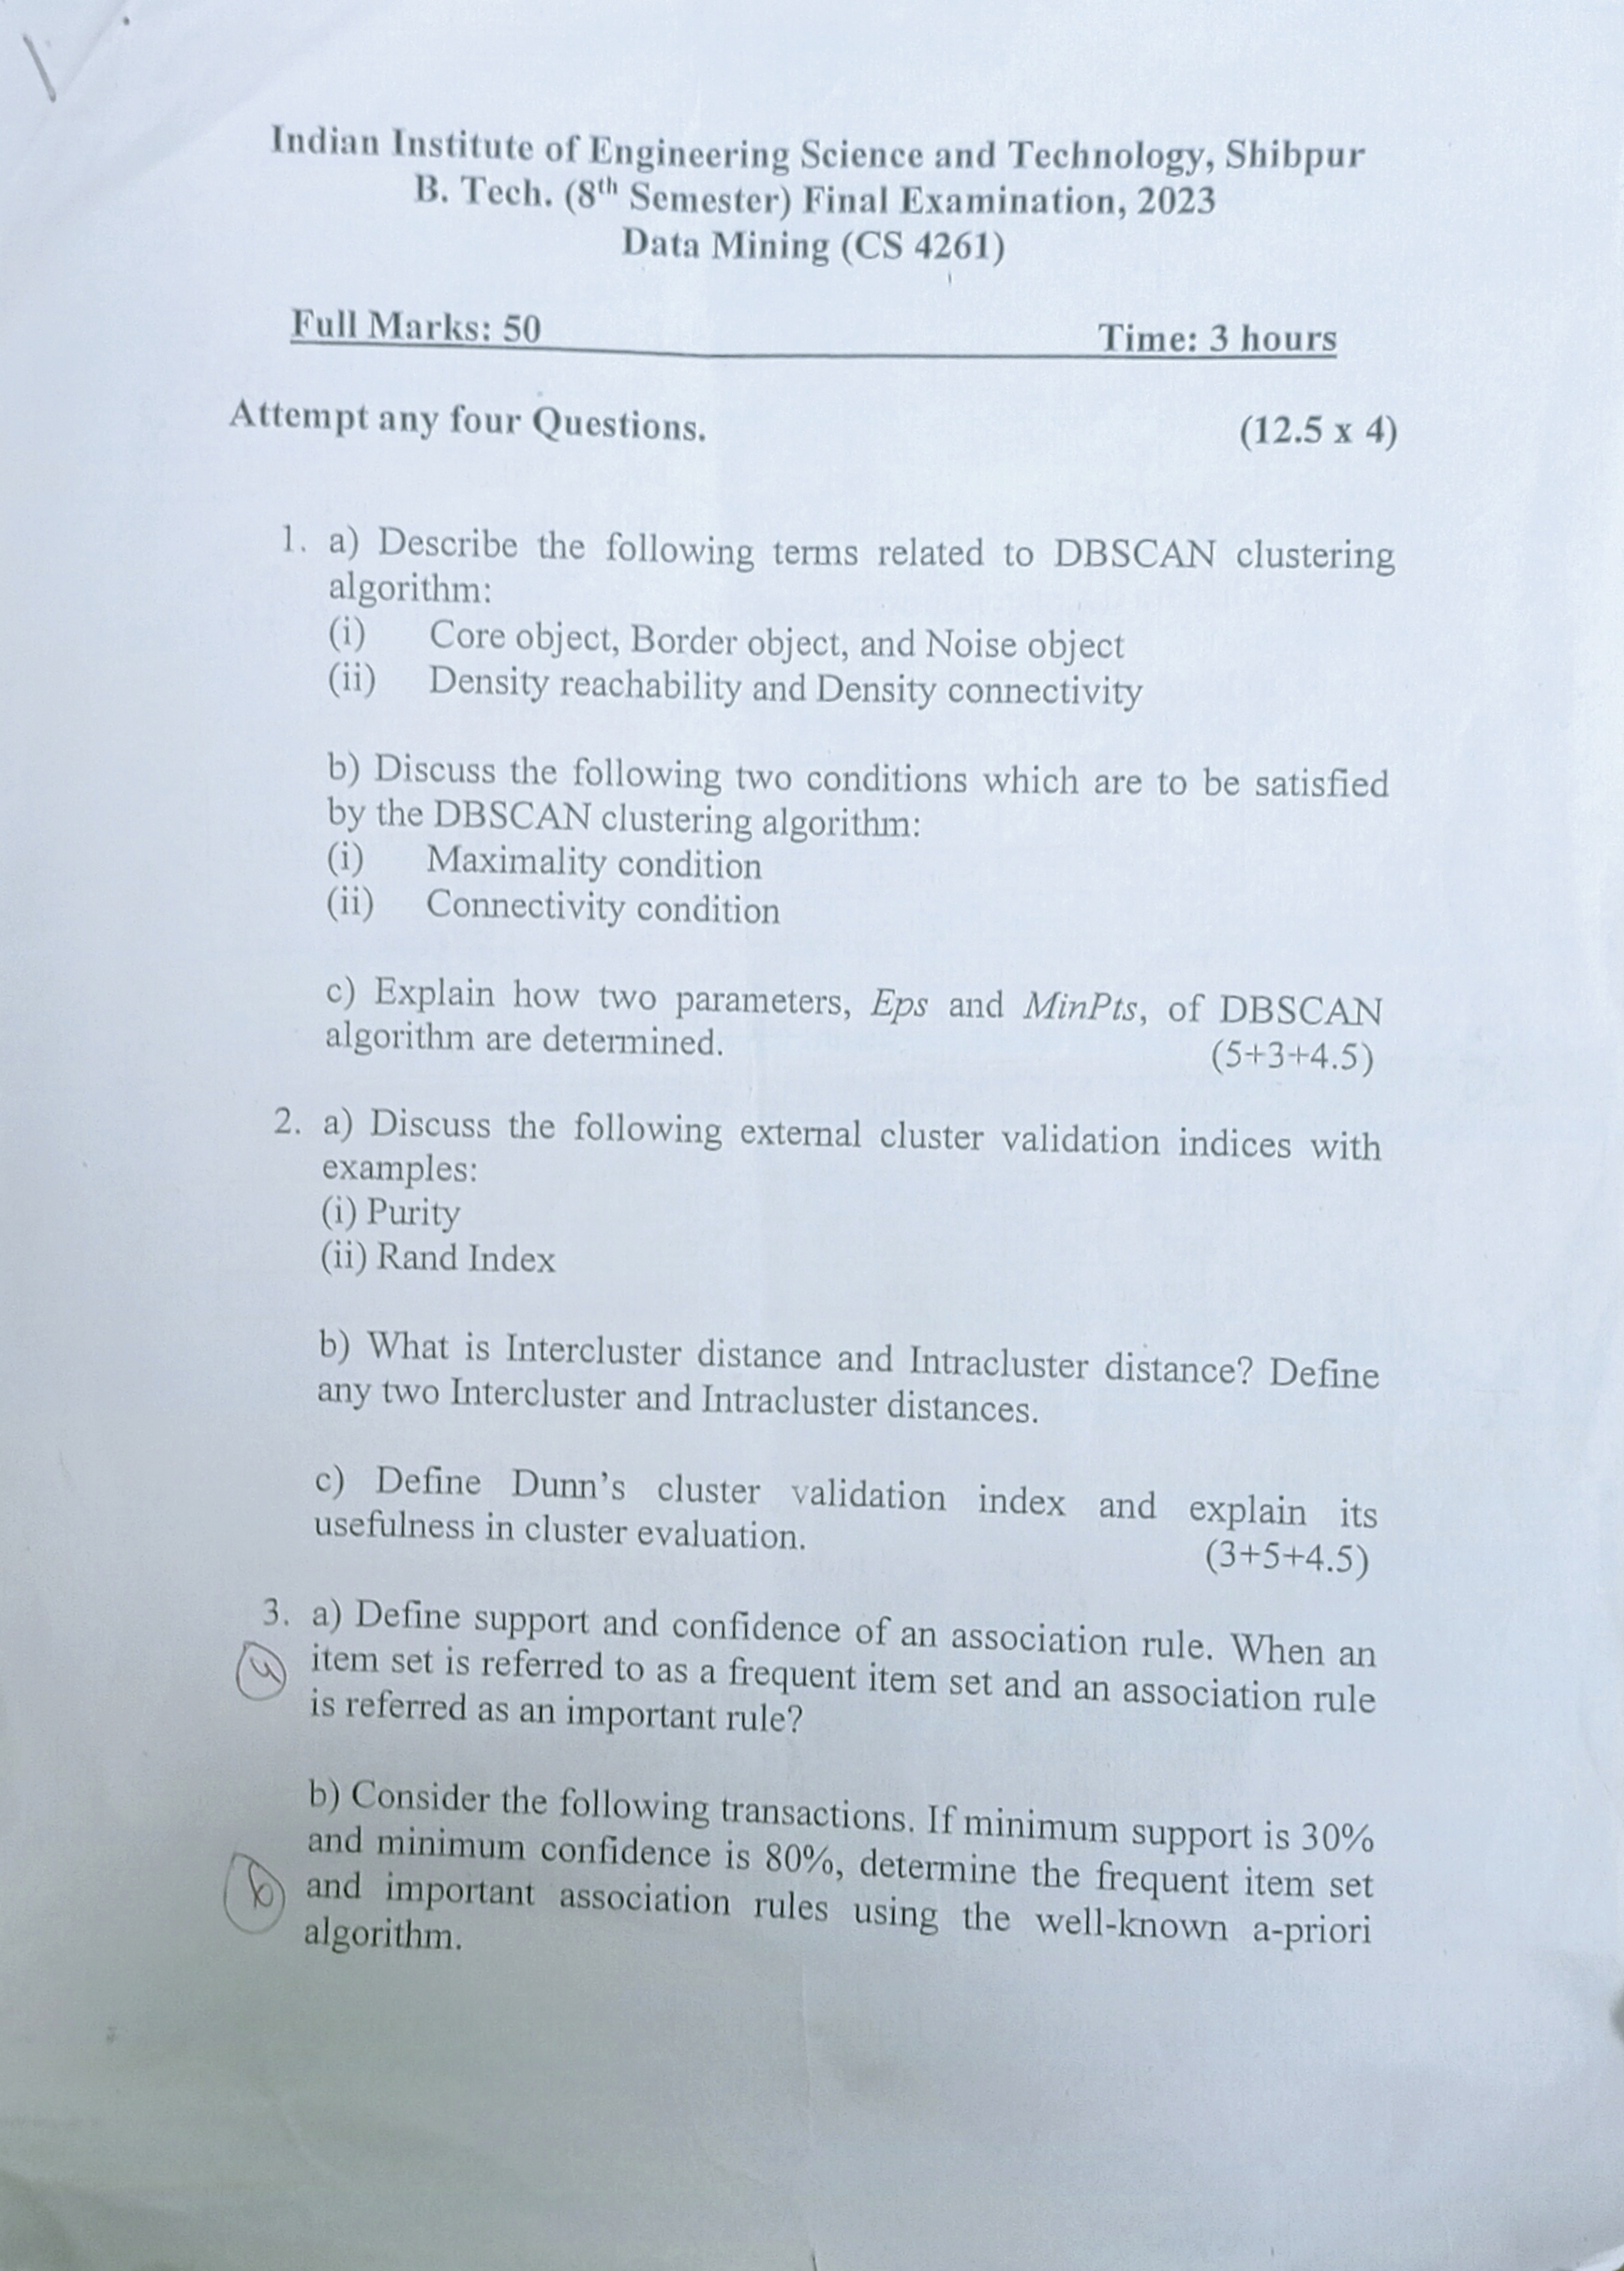 Indian Institute of Engineering Science and Technology, Shibpur
B. Tech. (8th Semester) Final Examination, 2023
Data Mining (CS 4261)
Full Marks: 50 Time: 3 hours
Attempt any four Questions. (12.5 x 4)
1. a) Describe the following terms related to DBSCAN clustering
algorithm:
(i) Core object, Border object, and Noise object
(ii) Density reachability and Density connectivity
b) Discuss the following two conditions which are to be satisfied
by the DBSCAN clustering algorithm:
(i) Maximality condition
(ii) Connectivity condition
c) Explain how two parameters, Eps and MinPts, of DBSCAN
algorithm are determined. (5+3+4.5)
2. a) Discuss the following external cluster validation indices with
examples:
(i) Purity
(ii) Rand Index
b) What is Intercluster distance and Intracluster distance? Define
any two Intercluster and Intracluster distances.
c) Define Dunn's cluster validation index and explain its
usefulness in cluster evaluation. (3+5+4.5)
3. a) Define support and confidence of an association rule. When an
item set is referred to as a frequent item set and an association rule
is referred as an important rule?
b) Consider the following transactions. If minimum support is 30%
and minimum confidence is 80%, determine the frequent item set
and important association rules using the well-known a-priori
algorithm.